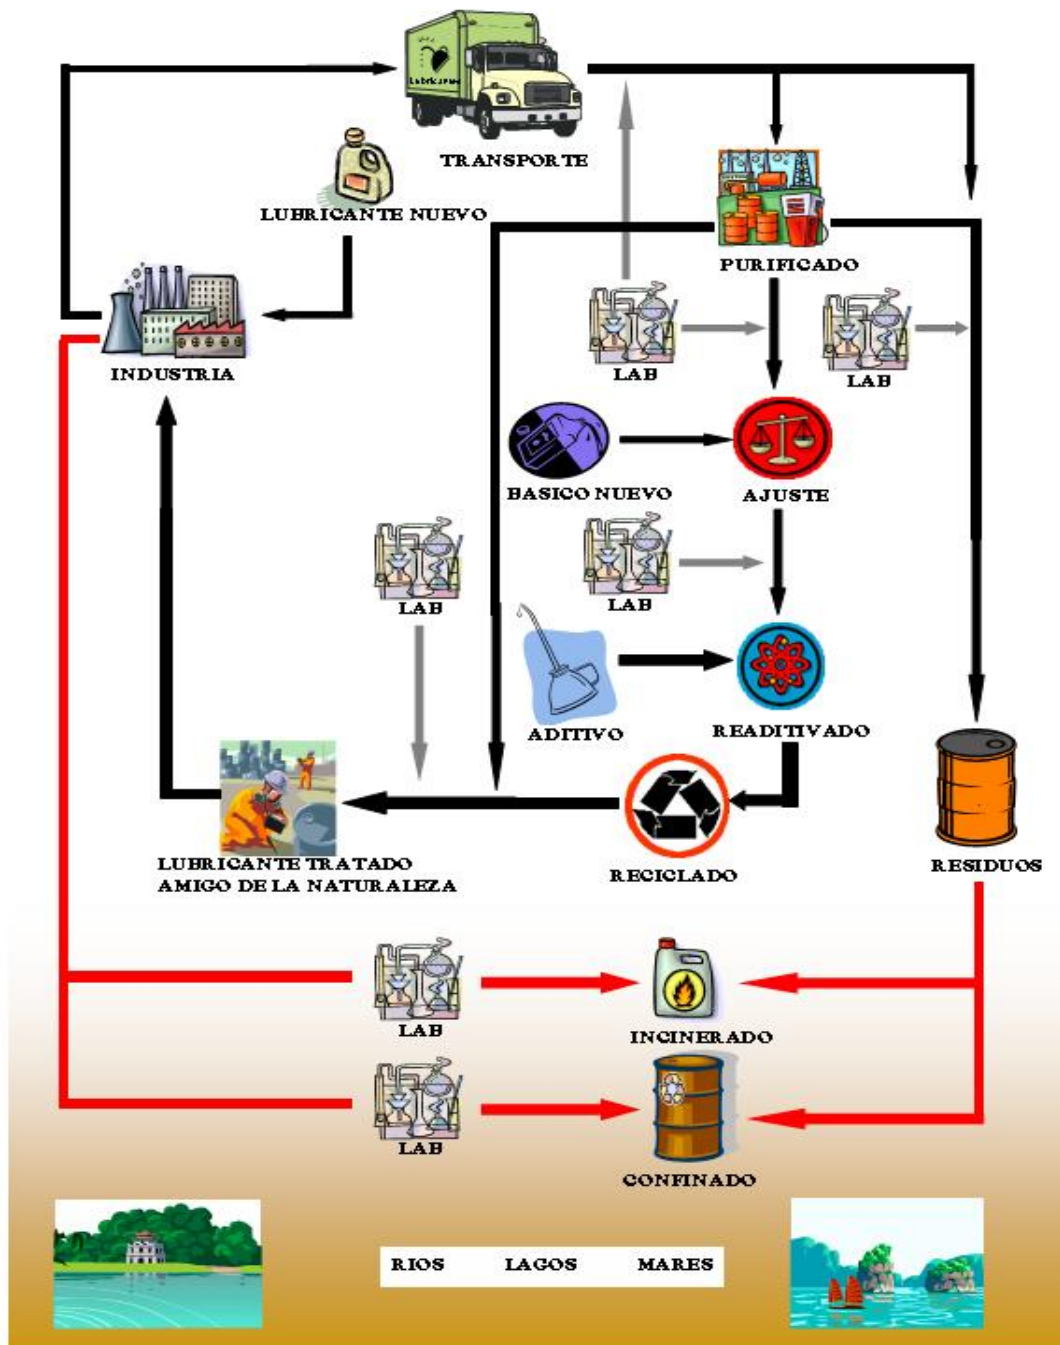 Lubricantes
TRANSPORTE
LUBRICANTE NUEVO
PURIFICADO
INDUSTRIA
LAB
LAB
BASICO NUEVO
AJUSTE
LAB
LAB
ADITIVO
READITIVADO
LUBRICANTE TRATADO
AMIGO DE LA NATURALEZA
RECICLADO
RESIDUOS
LAB
INCINERADO
LAB
CONFINADO
RIOS LAGOS MARES